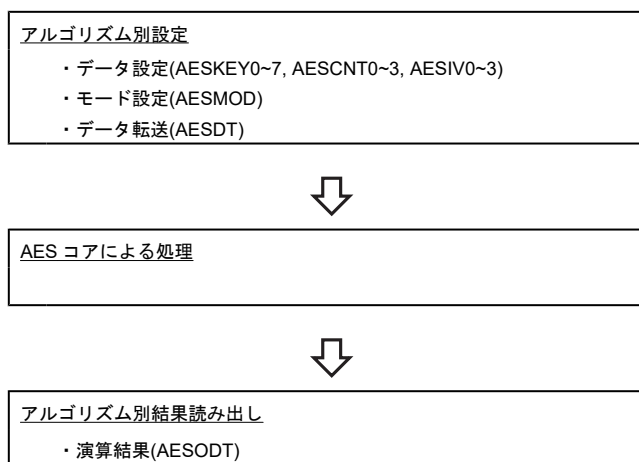 アルゴリズム別設定
・データ設定(AESKEY0~7, AESCNT0~3, AESIV0~3)
・モード設定(AESMOD)
・データ転送(AESDT)
AES コアによる処理
アルゴリズム別結果読み出し
・演算結果(AESODT)